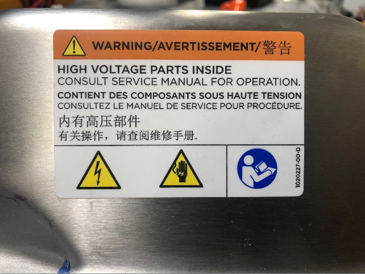 WARNING/AVERTISSEMENT/警告
HIGH VOLTAGE PARTS INSIDE
CONSULT SERVICE MANUAL FOR OPERATION.
CONTIENT DES COMPOSANTS SOUS HAUTE TENSION
CONSULTEZ LE MANUEL DE SERVICE POUR PROCÉDURE.
内有高压部件
有关操作，请查阅维修手册.
1020227-00-D